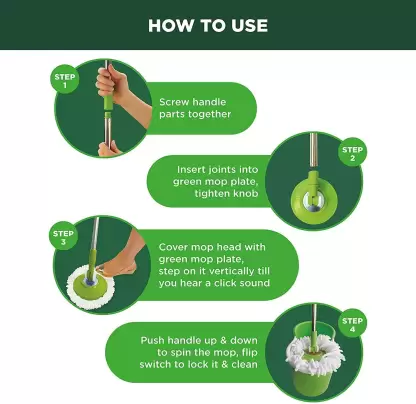 HOW TO USE
STEP
1
Screw handle
parts together
STEP
2
Insert joints into
green mop plate,
tighten knob
STEP
3
Cover mop head with
green mop plate,
step on it vertically till
you hear a click sound
STEP
4
Push handle up & down
to spin the mop, flip
switch to lock it & clean